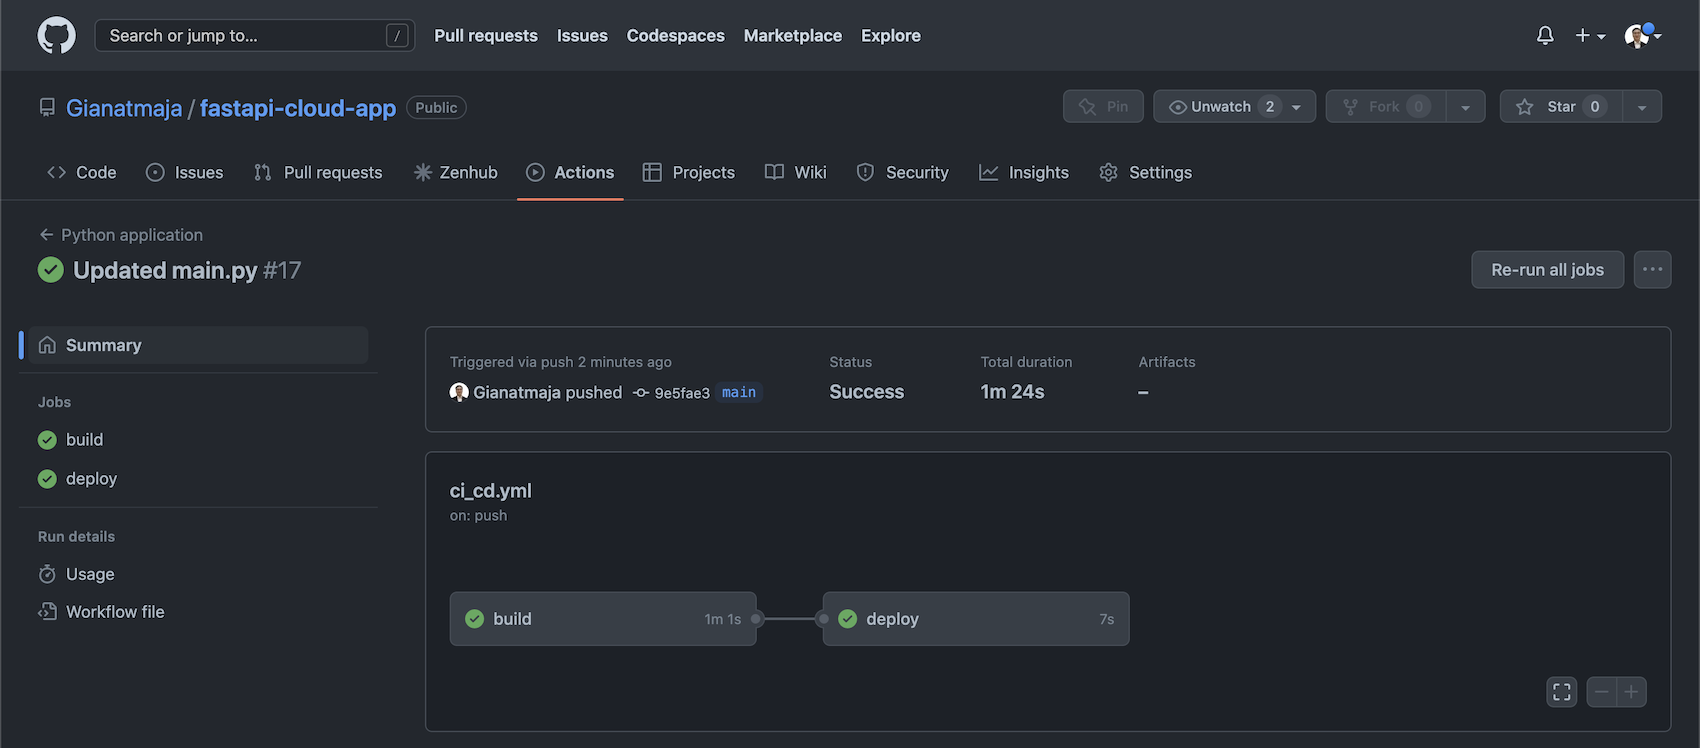 Search or jump to... / Pull requests Issues Codespaces Marketplace Explore
Gianatmaja / fastapi-cloud-app Public Pin Unwatch 2 Fork 0 Star 0
Code Issues Pull requests Zenhub Actions Projects Wiki Security Insights Settings
Python application
Updated main.py #17
Re-run all jobs
Summary
Jobs
build
deploy
Run details
Usage
Workflow file
Triggered via push 2 minutes ago Status Total duration Artifacts
Gianatmaja pushed 9e5fae3 main Success 1m 24s –
ci_cd.yml
on: push
build 1m 1s deploy 7s